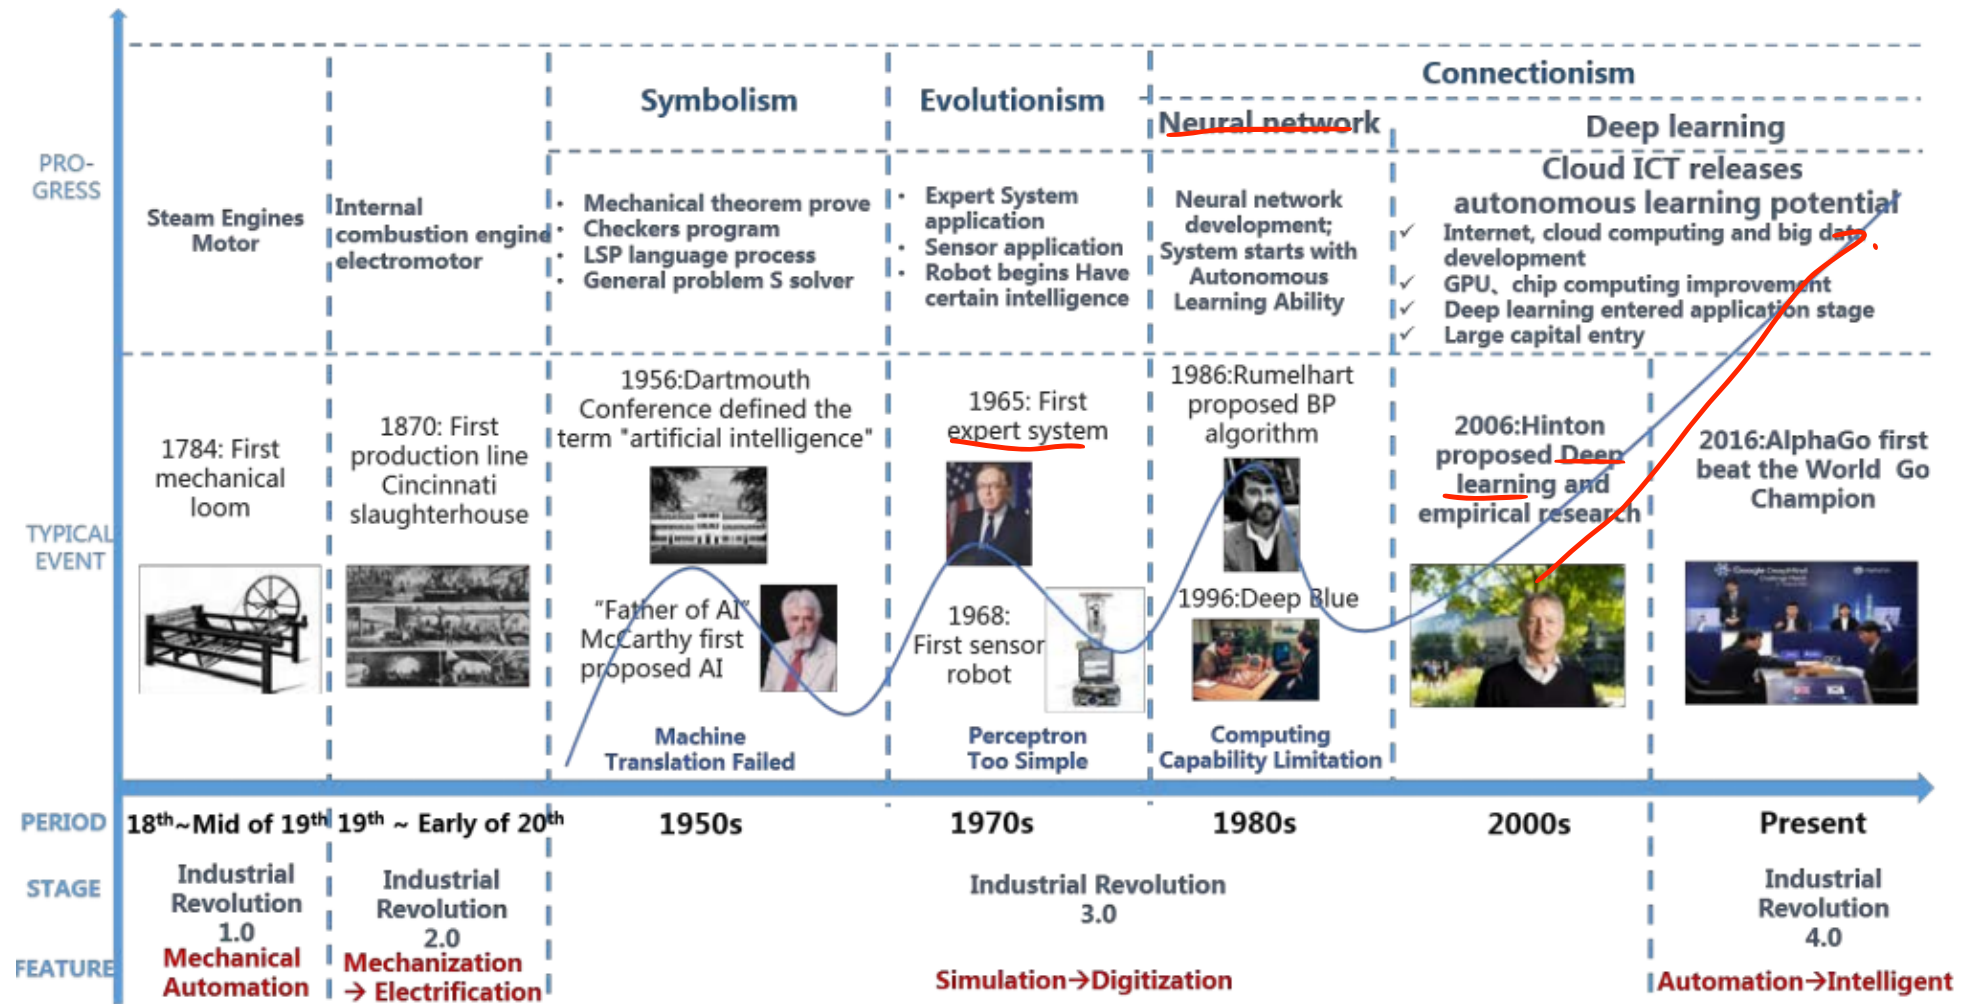 Symbolism
Evolutionism
Connectionism
Neural network
Deep learning
PRO-
GRESS
Steam Engines
Motor
Internal
combustion engine
electromotor
• Mechanical theorem prove
• Checkers program
• LSP language process
• General problem S solver
• Expert System
application
• Sensor application
• Robot begins Have
certain intelligence
Neural network
development;
System starts with
Autonomous
Learning Ability
Cloud ICT releases
autonomous learning potential
✓ Internet, cloud computing and big data
development
✓ GPU、chip computing improvement
✓ Deep learning entered application stage
✓ Large capital entry
TYPICAL
EVENT
1784: First
mechanical
loom
1870: First
production line
Cincinnati
slaughterhouse
1956:Dartmouth
Conference defined the
term "artificial intelligence"
“Father of AI”
McCarthy first
proposed AI
Machine
Translation Failed
1965: First
expert system
1968:
First sensor
robot
Perceptron
Too Simple
1986:Rumelhart
proposed BP
algorithm
1996:Deep Blue
Computing
Capability Limitation
2006:Hinton
proposed Deep
learning and
empirical research
2016:AlphaGo first
beat the World Go
Champion
Google DeepMind
Challenge Match
PERIOD
18th~Mid of 19th
19th ~ Early of 20th
1950s
1970s
1980s
2000s
Present
STAGE
Industrial
Revolution
1.0
Industrial
Revolution
2.0
Industrial Revolution
3.0
Industrial
Revolution
4.0
FEATURE
Mechanical
Automation
Mechanization
→ Electrification
Simulation→Digitization
Automation→Intelligent